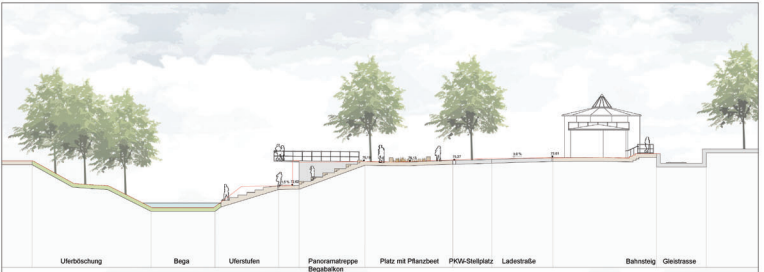 Uferböschung
Bega
Uferstufen
Panoramatreppe
Begabalkon
Platz mit Pflanzbeet
PKW-Stellplatz
Ladestraße
Bahnsteig
Gleistrasse